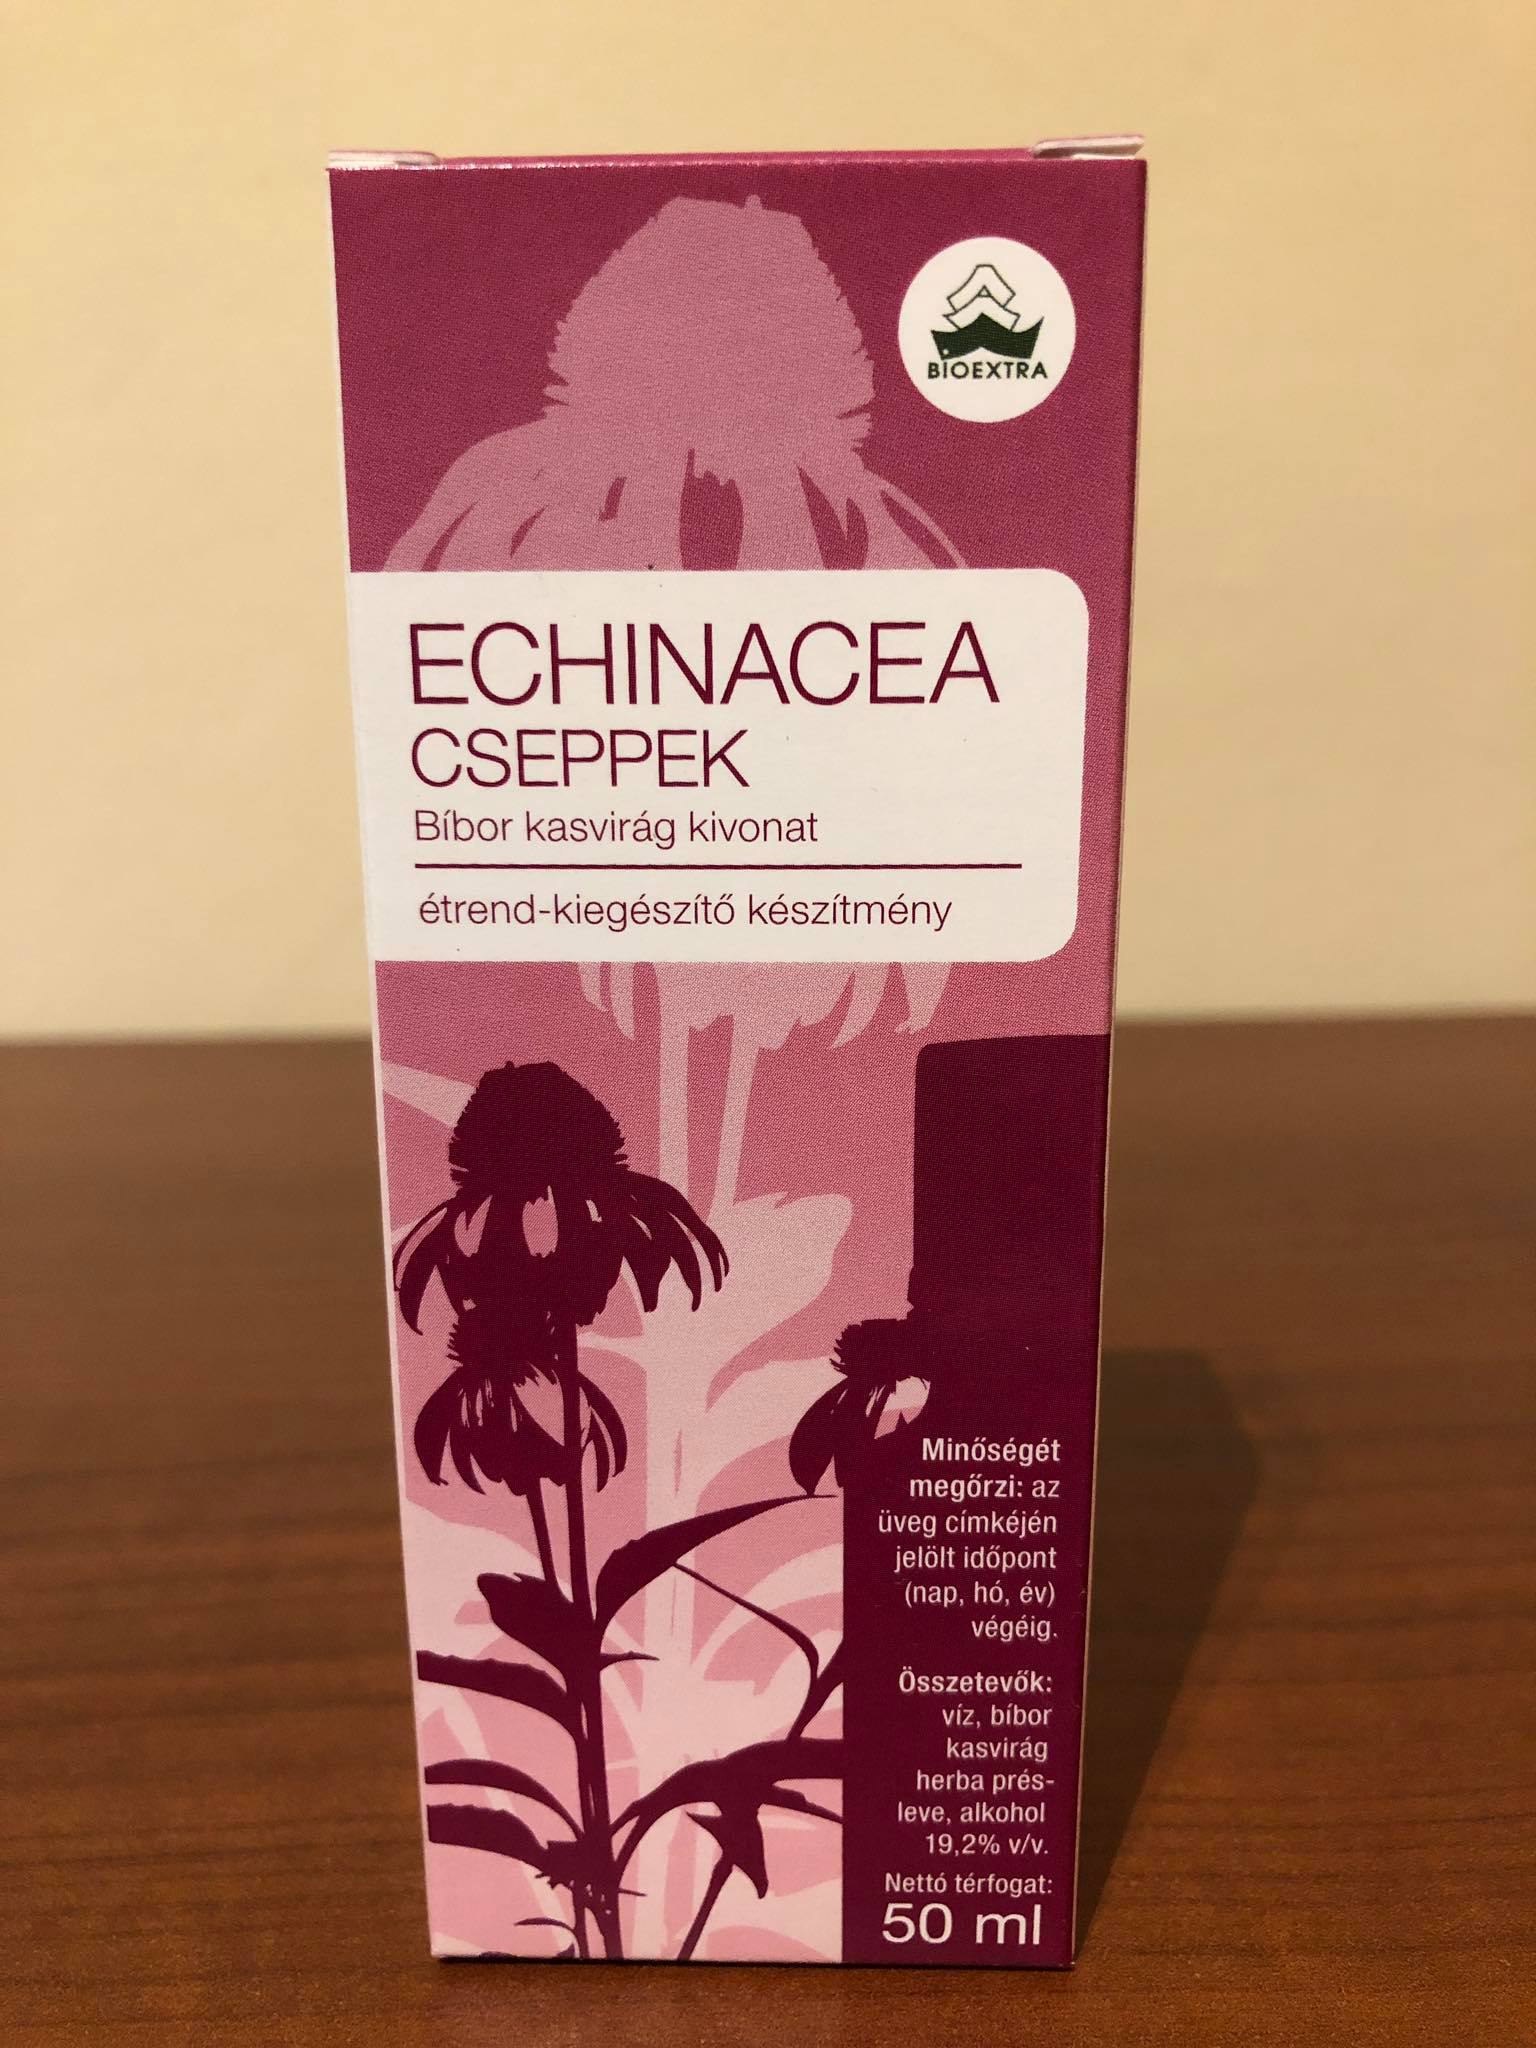 BIOEXTRA
ECHINACEA
CSEPPEK
Bíbor kasvirág kivonat
étrend-kiegészítő készítmény
Minőségét
megőrzi: az
üveg címkéjén
jelölt időpont
(nap, hó, év)
végéig.
Összetevők:
víz, bíbor
kasvirág
herba prés-
leve, alkohol
19,2% v/v.
Nettó térfogat:
50 ml